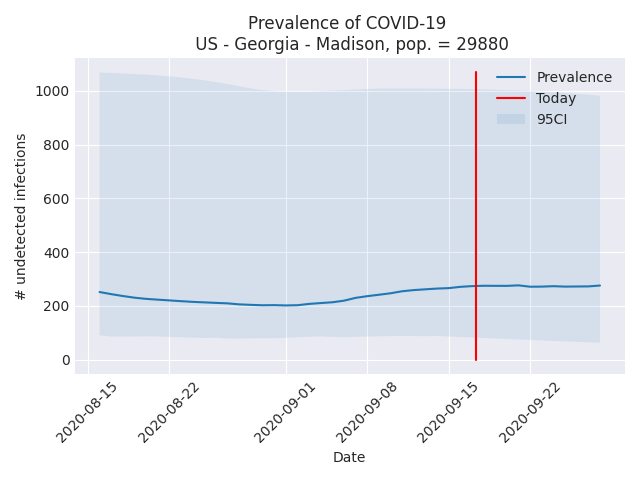 Prevalence of COVID-19
US - Georgia - Madison, pop. = 29880
Prevalence
Today
95CI
# undetected infections
1000
800
600
400
200
0
2020-08-15
2020-08-22
2020-09-01
2020-09-08
2020-09-15
2020-09-22
Date